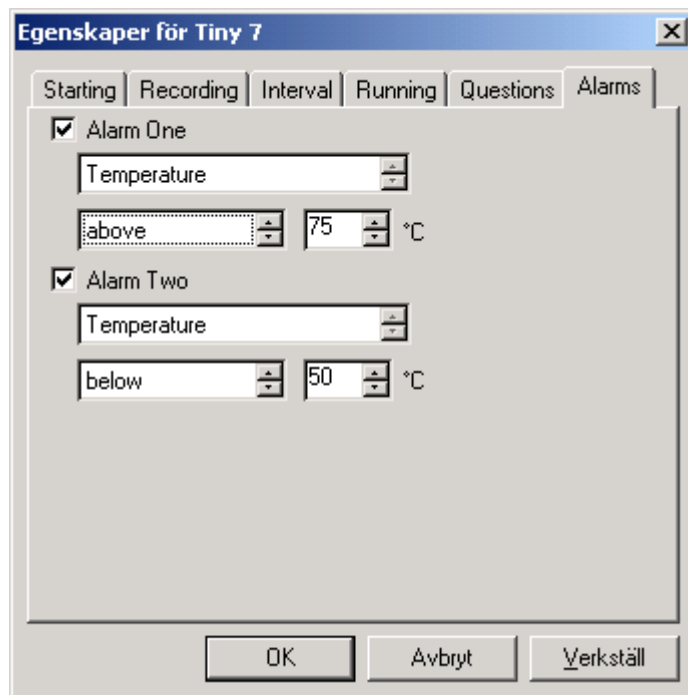 Egenskaper för Tiny 7
Starting Recording Interval Running Questions Alarms
Alarm One
Temperature
above 75 °C
Alarm Two
Temperature
below 50 °C
OK Avbryt Verkställ